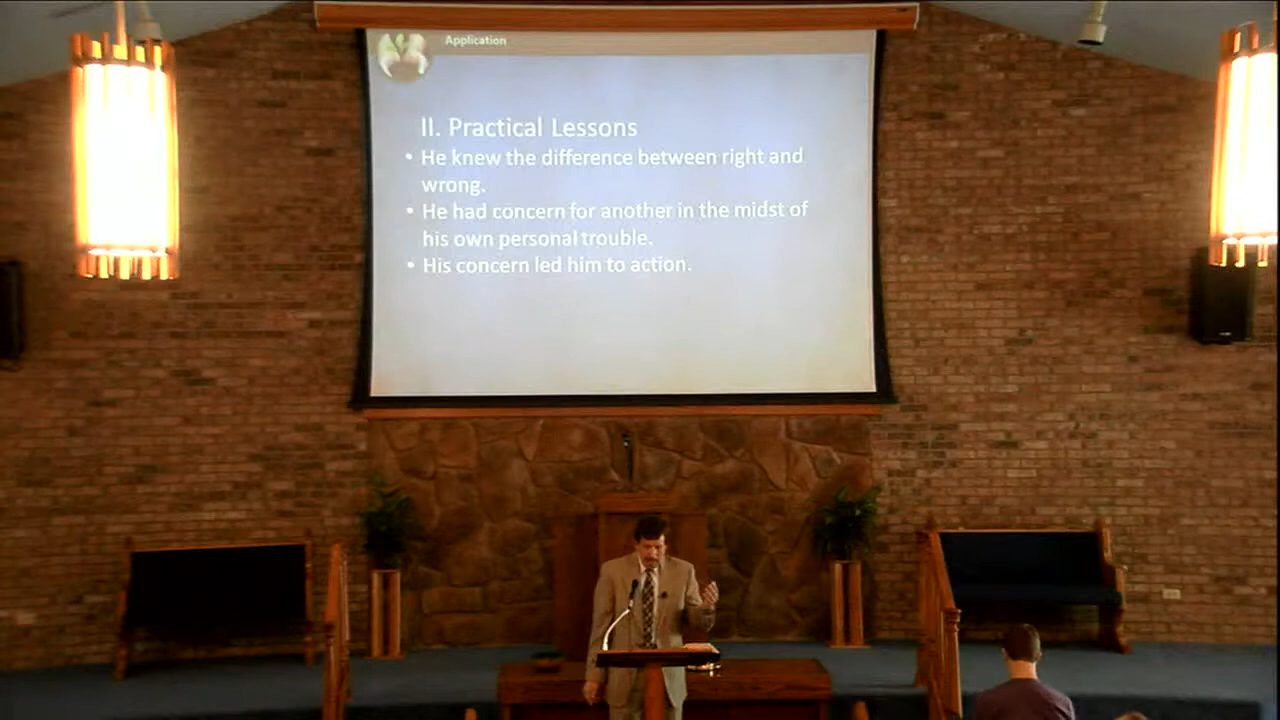 Application
II. Practical Lessons
• He knew the difference between right and
wrong.
• He had concern for another in the midst of
his own personal trouble.
• His concern led him to action.